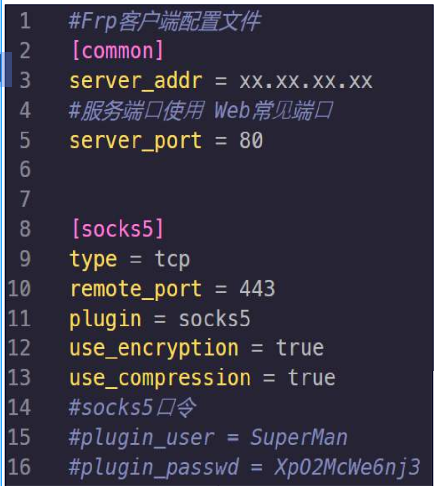 1 #Frp客户端配置文件
2 [common]
3 server_addr = xx.xx.xx.xx
4 #服务端口使用 Web常见端口
5 server_port = 80
6
7
8 [socks5]
9 type = tcp
10 remote_port = 443
11 plugin = socks5
12 use_encryption = true
13 use_compression = true
14 #socks5口令
15 #plugin_user = SuperMan
16 #plugin_passwd = XpO2McWe6nj3